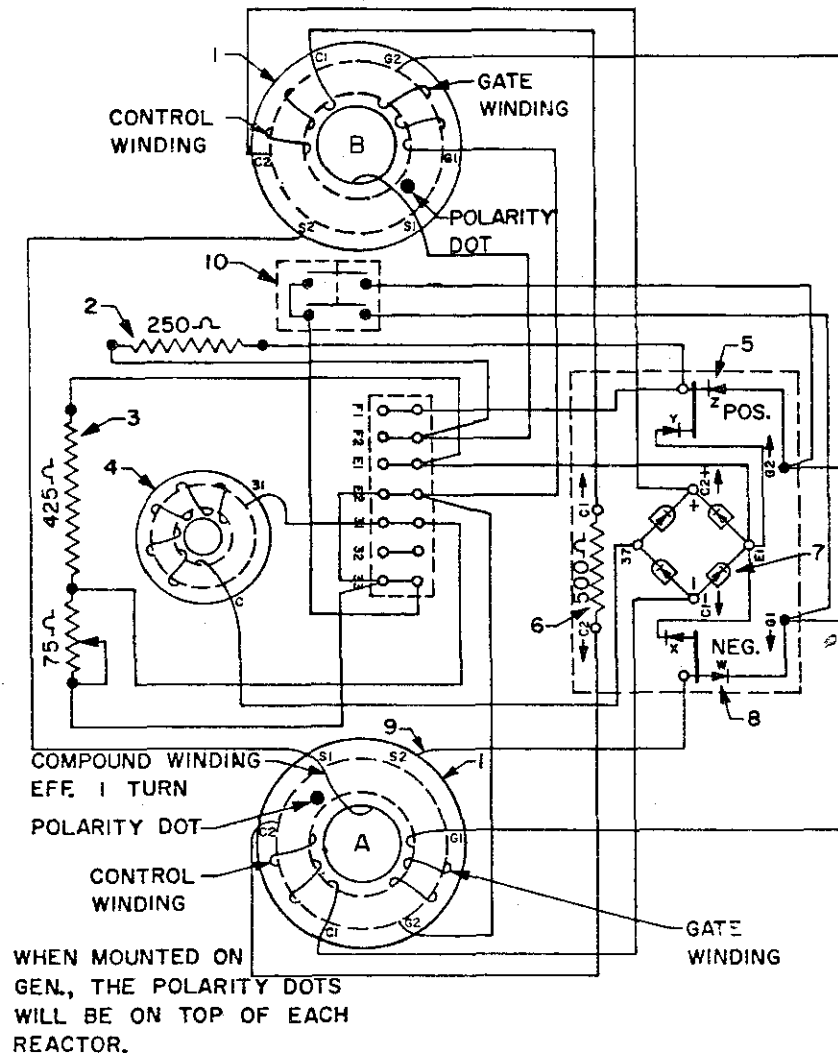 C1
G2
1
GATE
WINDING
CONTROL
WINDING
B
C2
G1
POLARITY
DOT
S2
S1
10
2
250Ω
5
Z
POS.
Y
G2
3
F1
F2
E1
E2
31
32
33
4
31
425Ω
C
C1
500Ω
C2
6
C2+
+
37
E1
7
−
C1−
75Ω
X
NEG.
G1
W
8
9
1
COMPOUND WINDING
EFF. 1 TURN
S1
S2
POLARITY DOT
C2
A
G1
CONTROL
WINDING
C1
G2
GATE
WINDING
WHEN MOUNTED ON
GEN., THE POLARITY DOTS
WILL BE ON TOP OF EACH
REACTOR.